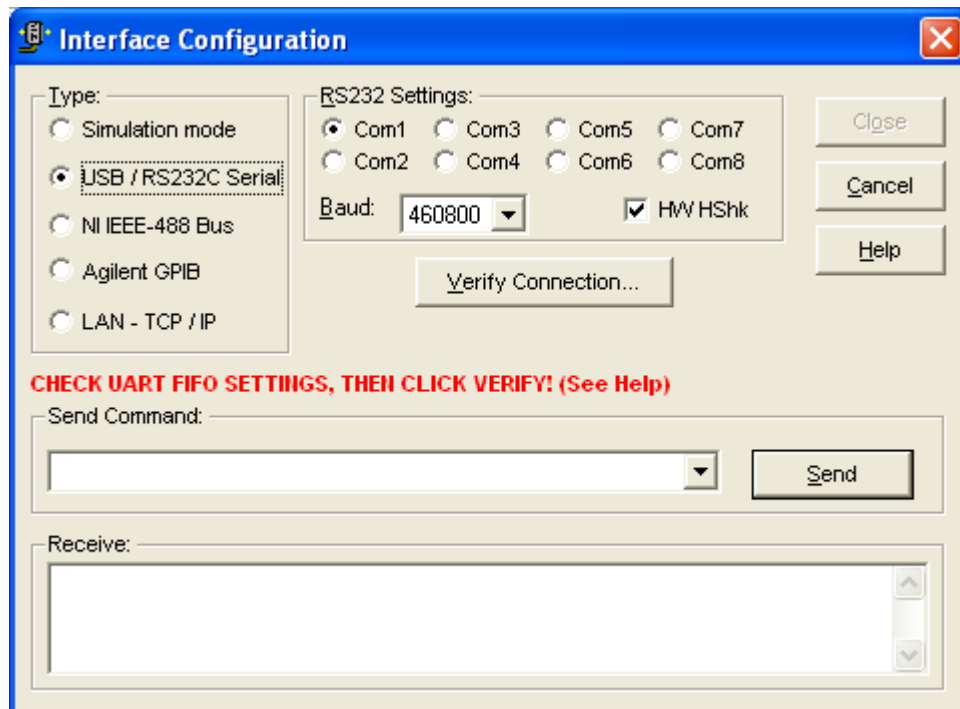 Interface Configuration
Type:
Simulation mode
USB / RS232C Serial
NI IEEE-488 Bus
Agilent GPIB
LAN - TCP / IP
RS232 Settings:
Com1 Com3 Com5 Com7
Com2 Com4 Com6 Com8
Baud: 460800 HW HShk
Verify Connection...
Close
Cancel
Help
CHECK UART FIFO SETTINGS, THEN CLICK VERIFY! (See Help)
Send Command:
Send
Receive: